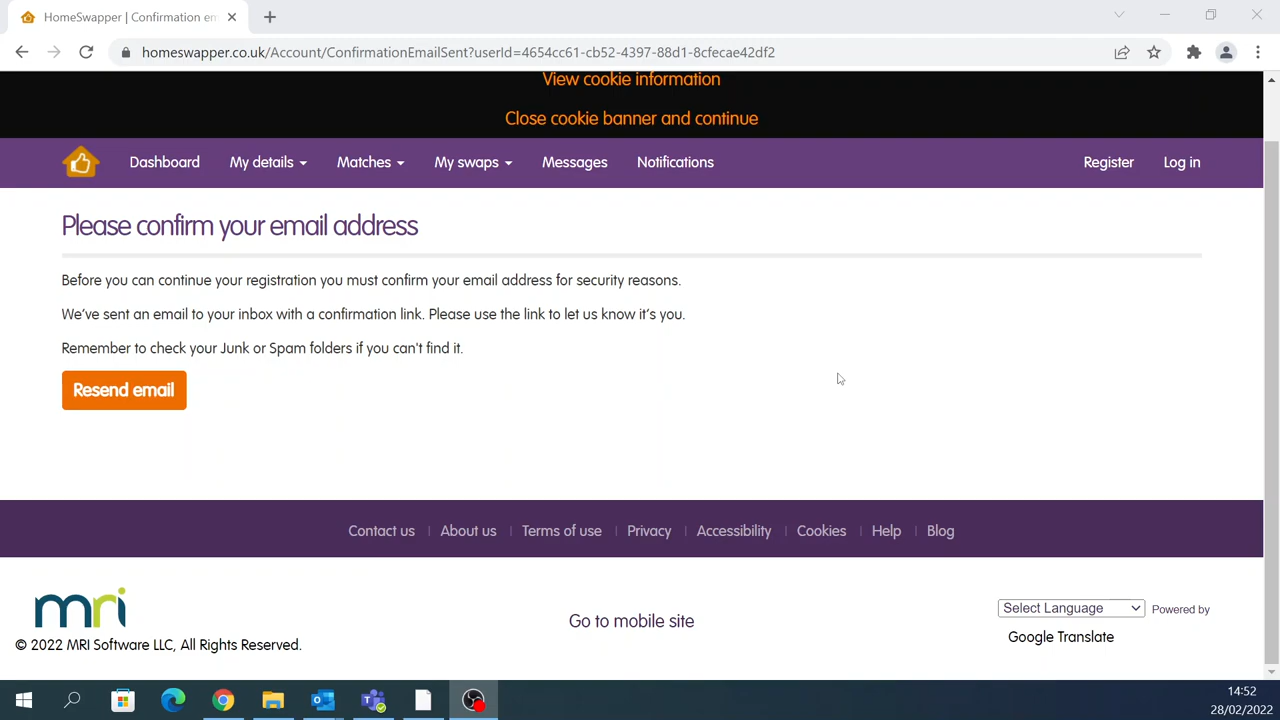 HomeSwapper | Confirmation em
homeswapper.co.uk/Account/ConfirmationEmailSent?userId=4654cc61-cb52-4397-88d1-8cfecae42df2
View cookie information
Close cookie banner and continue
Dashboard My details Matches My swaps Messages Notifications Register Log in
Please confirm your email address
Before you can continue your registration you must confirm your email address for security reasons.
We’ve sent an email to your inbox with a confirmation link. Please use the link to let us know it’s you.
Remember to check your Junk or Spam folders if you can't find it.
Resend email
Contact us | About us | Terms of use | Privacy | Accessibility | Cookies | Help | Blog
mri
Go to mobile site
Select Language Powered by
Google Translate
© 2022 MRI Software LLC, All Rights Reserved.
14:52
28/02/2022